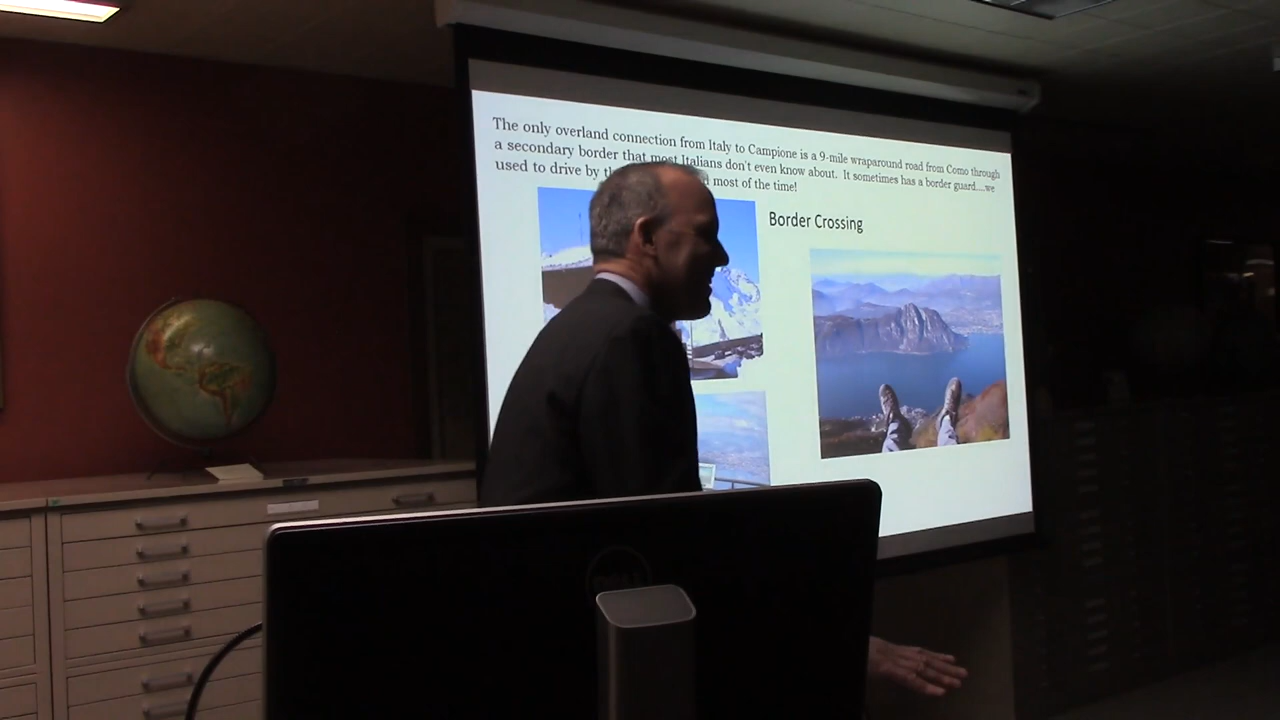 The only overland connection from Italy to Campione is a 9-mile wraparound road from Como through
a secondary border that most Italians don't even know about. It sometimes has a border guard....we
used to drive by th most of the time!
Border Crossing